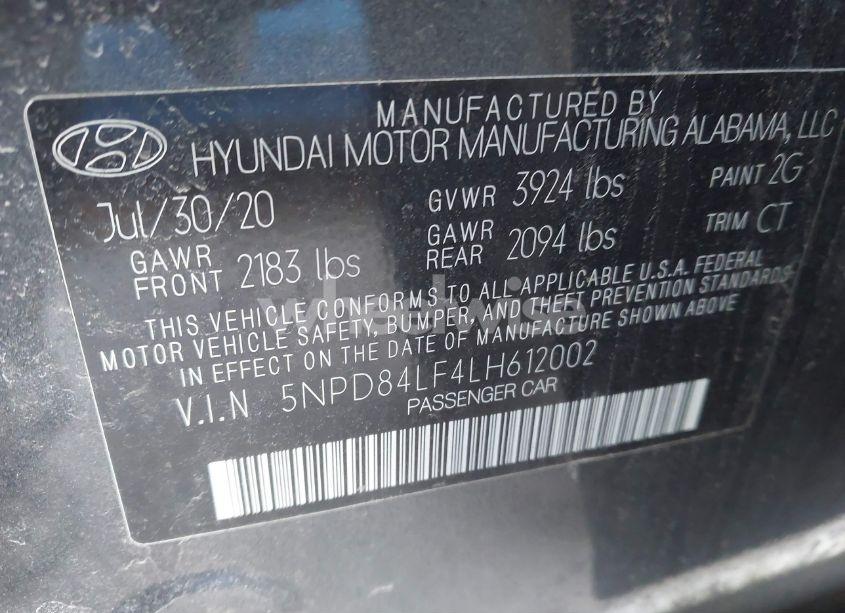 MANUFACTURED BY
HYUNDAI MOTOR MANUFACTURING ALABAMA, LLC
Jul/30/20 GVWR 3924 lbs PAINT 2G
GAWR FRONT 2183 lbs GAWR REAR 2094 lbs TRIM CT
THIS VEHICLE CONFORMS TO ALL APPLICABLE U.S.A. FEDERAL
MOTOR VEHICLE SAFETY, BUMPER, AND THEFT PREVENTION STANDARDS
IN EFFECT ON THE DATE OF MANUFACTURE SHOWN ABOVE
V.I.N 5NPD84LF4LH612002
PASSENGER CAR